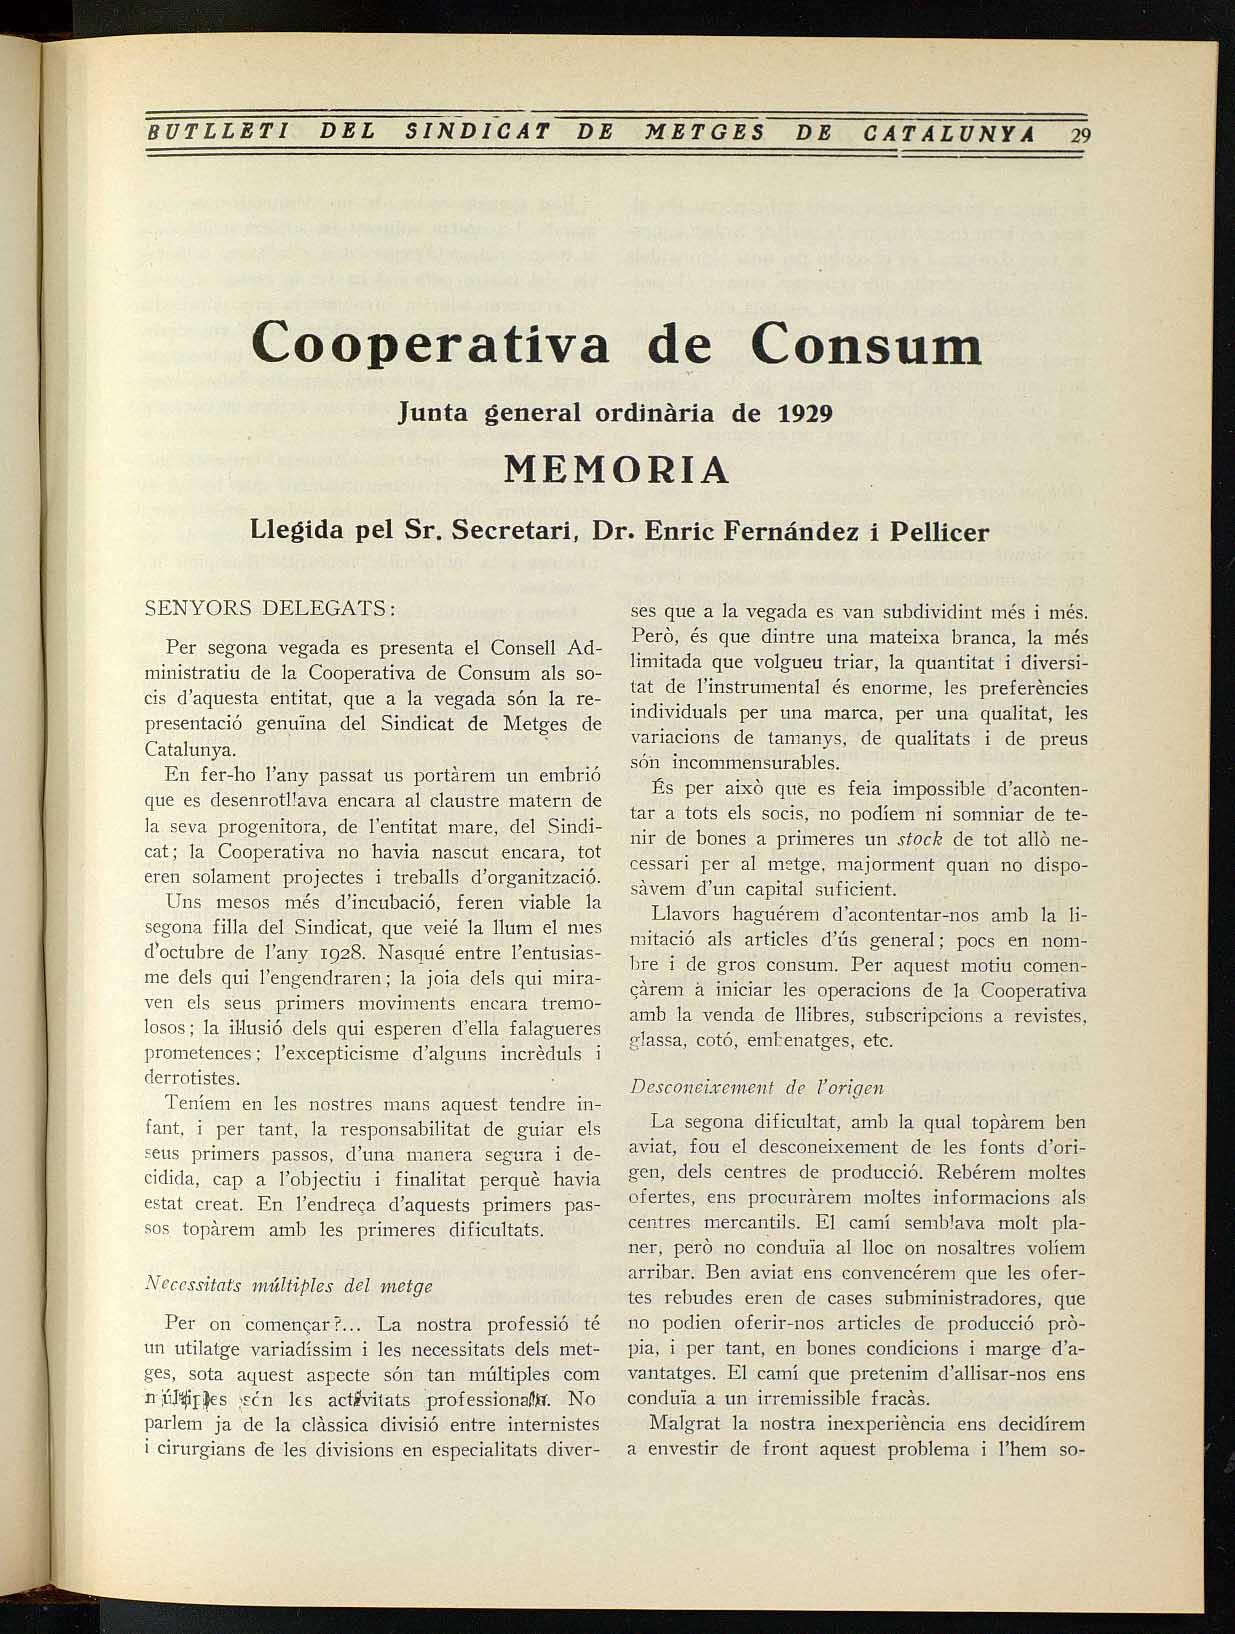 BUTLLETI DEL SINDICAT DE METGES DE CATALUNYA 29
Cooperativa de Consum
Junta general ordinària de 1929
MEMORIA
Llegida pel Sr. Secretari, Dr. Enric Fernández i Pellicer
SENYORS DELEGATS:
Per segona vegada es presenta el Consell Ad-
ministratiu de la Cooperativa de Consum als so-
cis d'aquesta entitat, que a la vegada són la re-
presentació genuïna del Sindicat de Metges de
Catalunya.
En fer-ho l'any passat us portàrem un embrió
que es desenrotllava encara al claustre matern de
la seva progenitora, de l'entitat mare, del Sindi-
cat; la Cooperativa no havia nascut encara, tot
eren solament projectes i treballs d'organització.
Uns mesos més d'incubació, feren viable la
segona filla del Sindicat, que veié la llum el mes
d'octubre de l'any 1928. Nasqué entre l'entusias-
me dels qui l'engendraren; la joia dels qui mira-
ven els seus primers moviments encara tremo-
losos; la il·lusió dels qui esperen d'ella falagueres
prometences; l'excepticisme d'alguns incrèduls i
derrotistes.
Teníem en les nostres mans aquest tendre in-
fant, i per tant, la responsabilitat de guiar els
seus primers passos, d'una manera segura i de-
cidida, cap a l'objectiu i finalitat perquè havia
estat creat. En l'endreça d'aquests primers pas-
sos topàrem amb les primeres dificultats.
Necessitats múltiples del metge
Per on començar?... La nostra professió té
un utilatge variadíssim i les necessitats dels met-
ges, sota aquest aspecte són tan múltiples com
múltiples són les activitats professionals. No
parlem ja de la clàssica divisió entre internistes
i cirurgians de les divisions en especialitats diver-
ses que a la vegada es van subdividint més i més.
Però, és que dintre una mateixa branca, la més
limitada que volgueu triar, la quantitat i diversi-
tat de l'instrumental és enorme, les preferències
individuals per una marca, per una qualitat, les
variacions de tamanys, de qualitats i de preus
són incommensurables.
És per això que es feia impossible d'aconten-
tar a tots els socis, no podíem ni somniar de te-
nir de bones a primeres un stock de tot allò ne-
cessari per al metge, majorment quan no dispo-
sàvem d'un capital suficient.
Llavors haguérem d'acontentar-nos amb la li-
mitació als articles d'ús general; pocs en nom-
bre i de gros consum. Per aquest motiu comen-
çàrem a iniciar les operacions de la Cooperativa
amb la venda de llibres, subscripcions a revistes,
glassa, cotó, embenatges, etc.
Desconeixement de l'origen
La segona dificultat, amb la qual topàrem ben
aviat, fou el desconeixement de les fonts d'ori-
gen, dels centres de producció. Rebérem moltes
ofertes, ens procuràrem moltes informacions als
centres mercantils. El camí semblava molt pla-
ner, però no conduïa al lloc on nosaltres volíem
arribar. Ben aviat ens convencérem que les ofer-
tes rebudes eren de cases subministradores, que
no podien oferir-nos articles de producció prò-
pia, i per tant, en bones condicions i marge d'a-
vantatges. El camí que pretenim d'allisar-nos ens
conduïa a un irremissible fracàs.
Malgrat la nostra inexperiència ens decidírem
a envestir de front aquest problema i l'hem so-